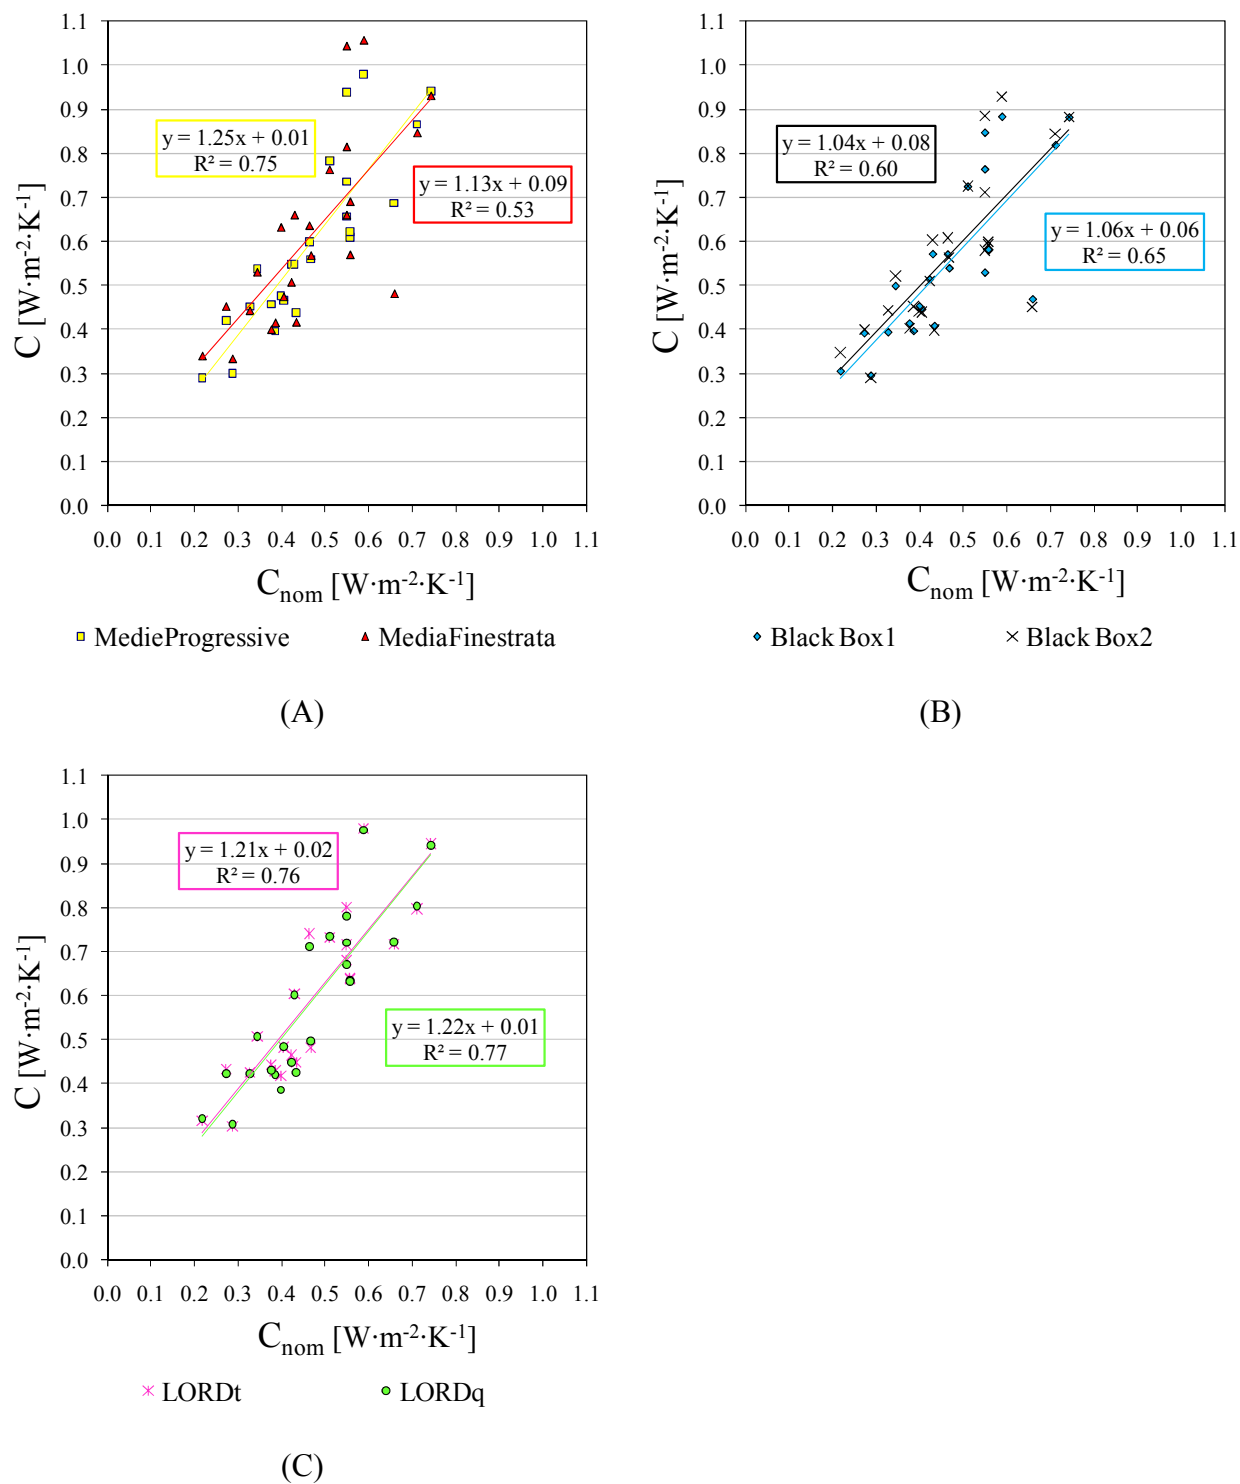 1.1
1.0
0.9
0.8
0.7
0.6
0.5
0.4
0.3
0.2
0.1
0.0
C [W·m-2·K-1]
y = 1.25x + 0.01
R² = 0.75
y = 1.13x + 0.09
R² = 0.53
0.0 0.1 0.2 0.3 0.4 0.5 0.6 0.7 0.8 0.9 1.0 1.1
Cnom [W·m-2·K-1]
MedieProgressive MediaFinestrata
(A)
1.1
1.0
0.9
0.8
0.7
0.6
0.5
0.4
0.3
0.2
0.1
0.0
C [W·m-2·K-1]
y = 1.04x + 0.08
R² = 0.60
y = 1.06x + 0.06
R² = 0.65
0.0 0.1 0.2 0.3 0.4 0.5 0.6 0.7 0.8 0.9 1.0 1.1
Cnom [W·m-2·K-1]
Black Box1 Black Box2
(B)
1.1
1.0
0.9
0.8
0.7
0.6
0.5
0.4
0.3
0.2
0.1
0.0
C [W·m-2·K-1]
y = 1.21x + 0.02
R² = 0.76
y = 1.22x + 0.01
R² = 0.77
0.0 0.1 0.2 0.3 0.4 0.5 0.6 0.7 0.8 0.9 1.0 1.1
Cnom [W·m-2·K-1]
LORDt LORDq
(C)